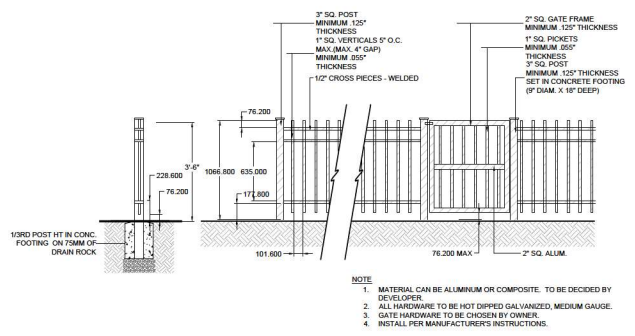 3" SQ. POST
MINIMUM .125"
THICKNESS
1" SQ. VERTICALS 5" O.C.
MAX.(MAX. 4" GAP)
MINIMUM .055"
THICKNESS
1/2" CROSS PIECES - WELDED
2" SQ. GATE FRAME
MINIMUM .125" THICKNESS
1" SQ. PICKETS
MINIMUM .055"
THICKNESS
3" SQ. POST
MINIMUM .125" THICKNESS
SET IN CONCRETE FOOTING
(9" DIAM. X 18" DEEP)
76.200
3'-6"
1066.800
635.000
228.600
76.200
177.800
1/3RD POST HT IN CONC.
FOOTING ON 75MM OF
DRAIN ROCK
101.600
76.200 MAX
2" SQ. ALUM.
NOTE
1. MATERIAL CAN BE ALUMINUM OR COMPOSITE. TO BE DECIDED BY
DEVELOPER.
2. ALL HARDWARE TO BE HOT DIPPED GALVANIZED, MEDIUM GAUGE.
3. GATE HARDWARE TO BE CHOSEN BY OWNER.
4. INSTALL PER MANUFACTURER'S INSTRUCTIONS.